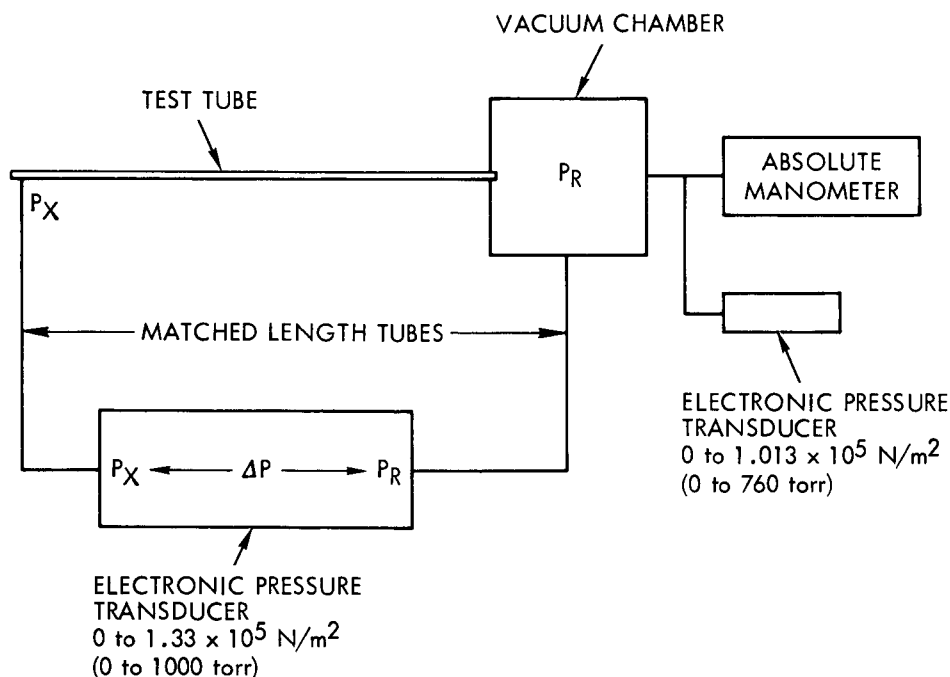 VACUUM CHAMBER
TEST TUBE
P_R
ABSOLUTE
MANOMETER
P_X
MATCHED LENGTH TUBES
ELECTRONIC PRESSURE
TRANSDUCER
0 to 1.013 x 10^5 N/m^2
(0 to 760 torr)
P_X ΔP P_R
ELECTRONIC PRESSURE
TRANSDUCER
0 to 1.33 x 10^5 N/m^2
(0 to 1000 torr)